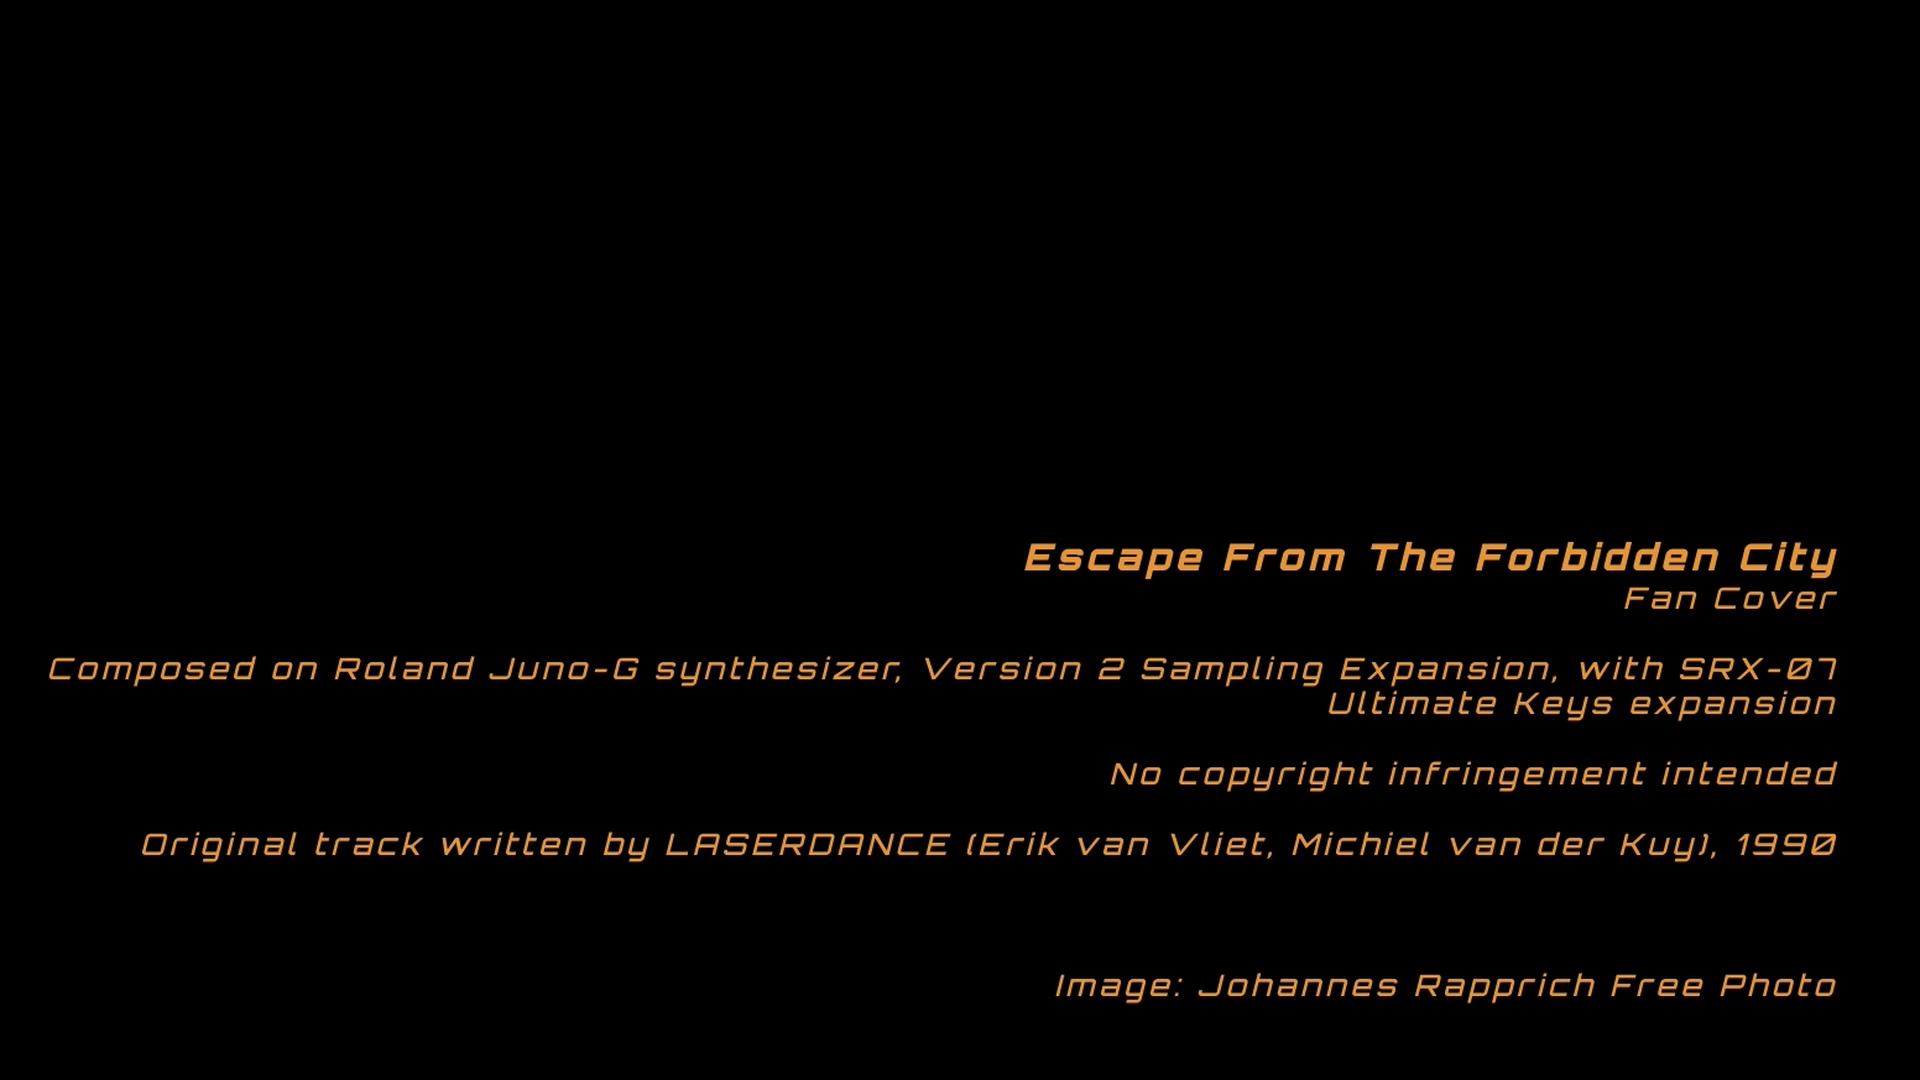 Escape From The Forbidden City
Fan Cover
Composed on Roland Juno-G synthesizer, Version 2 Sampling Expansion, with SRX-07
Ultimate Keys expansion
No copyright infringement intended
Original track written by LASERDANCE (Erik van Vliet, Michiel van der Kuy), 1990
Image: Johannes Rapprich Free Photo